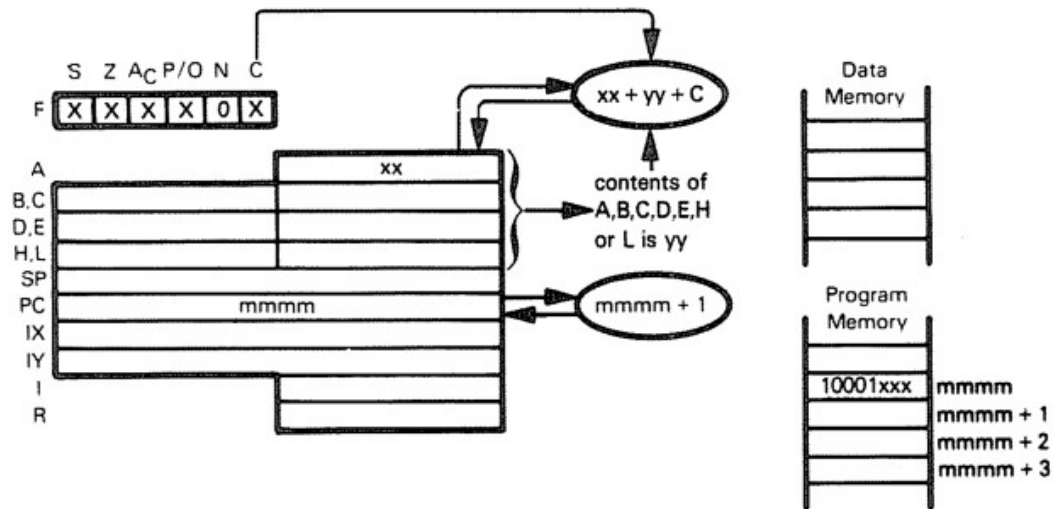 S Z AC P/O N C
F X X X X 0 X
A xx
B,C
D,E
H,L
SP
PC mmmm
IX
IY
I
R
xx + yy + C
contents of
A,B,C,D,E,H
or L is yy
mmmm + 1
Data
Memory
Program
Memory
10001xxx mmmm
mmmm + 1
mmmm + 2
mmmm + 3